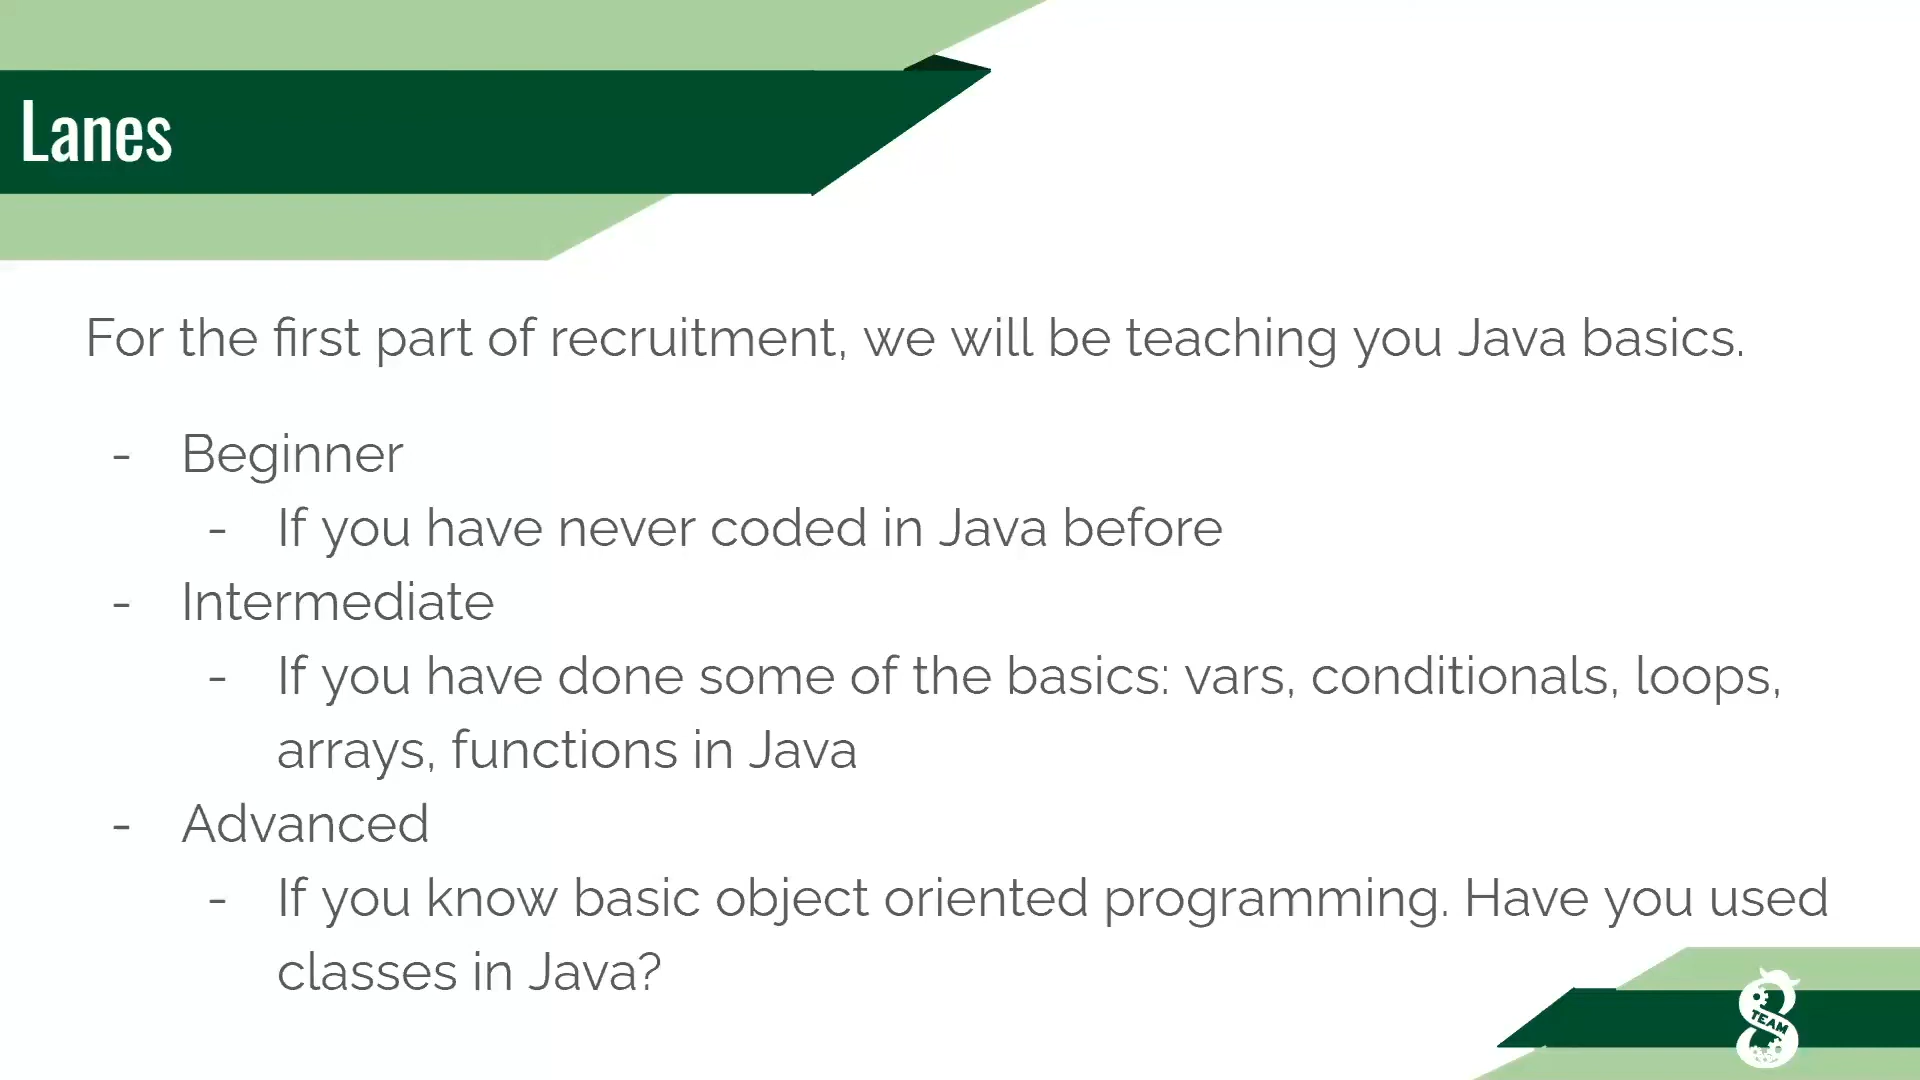 Lanes
For the first part of recruitment, we will be teaching you Java basics.
- Beginner
- If you have never coded in Java before
- Intermediate
- If you have done some of the basics: vars, conditionals, loops,
arrays, functions in Java
- Advanced
- If you know basic object oriented programming. Have you used
classes in Java?
TEAM
8